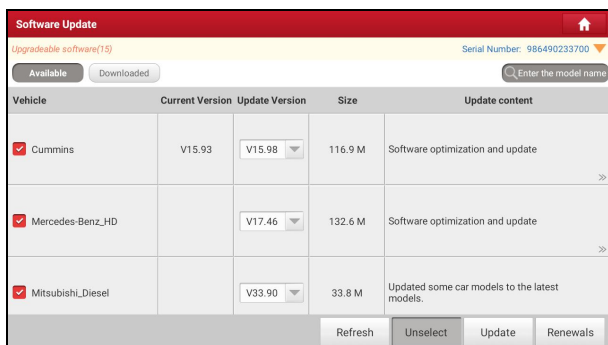 Software Update
Upgradeable software(15)
Serial Number: 986490233700
Available
Downloaded
Enter the model name
Vehicle Current Version Update Version Size Update content
Cummins V15.93 V15.98 116.9 M Software optimization and update
Mercedes-Benz_HD V17.46 132.6 M Software optimization and update
Mitsubishi_Diesel V33.90 33.8 M Updated some car models to the latest
models.
Refresh Unselect Update Renewals